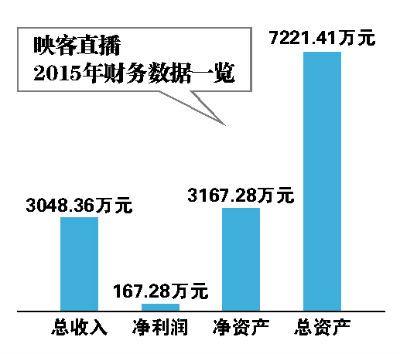 映客直播
2015年财务数据一览
7221.41万元
3048.36万元
3167.28万元
167.28万元
总收入 净利润 净资产 总资产